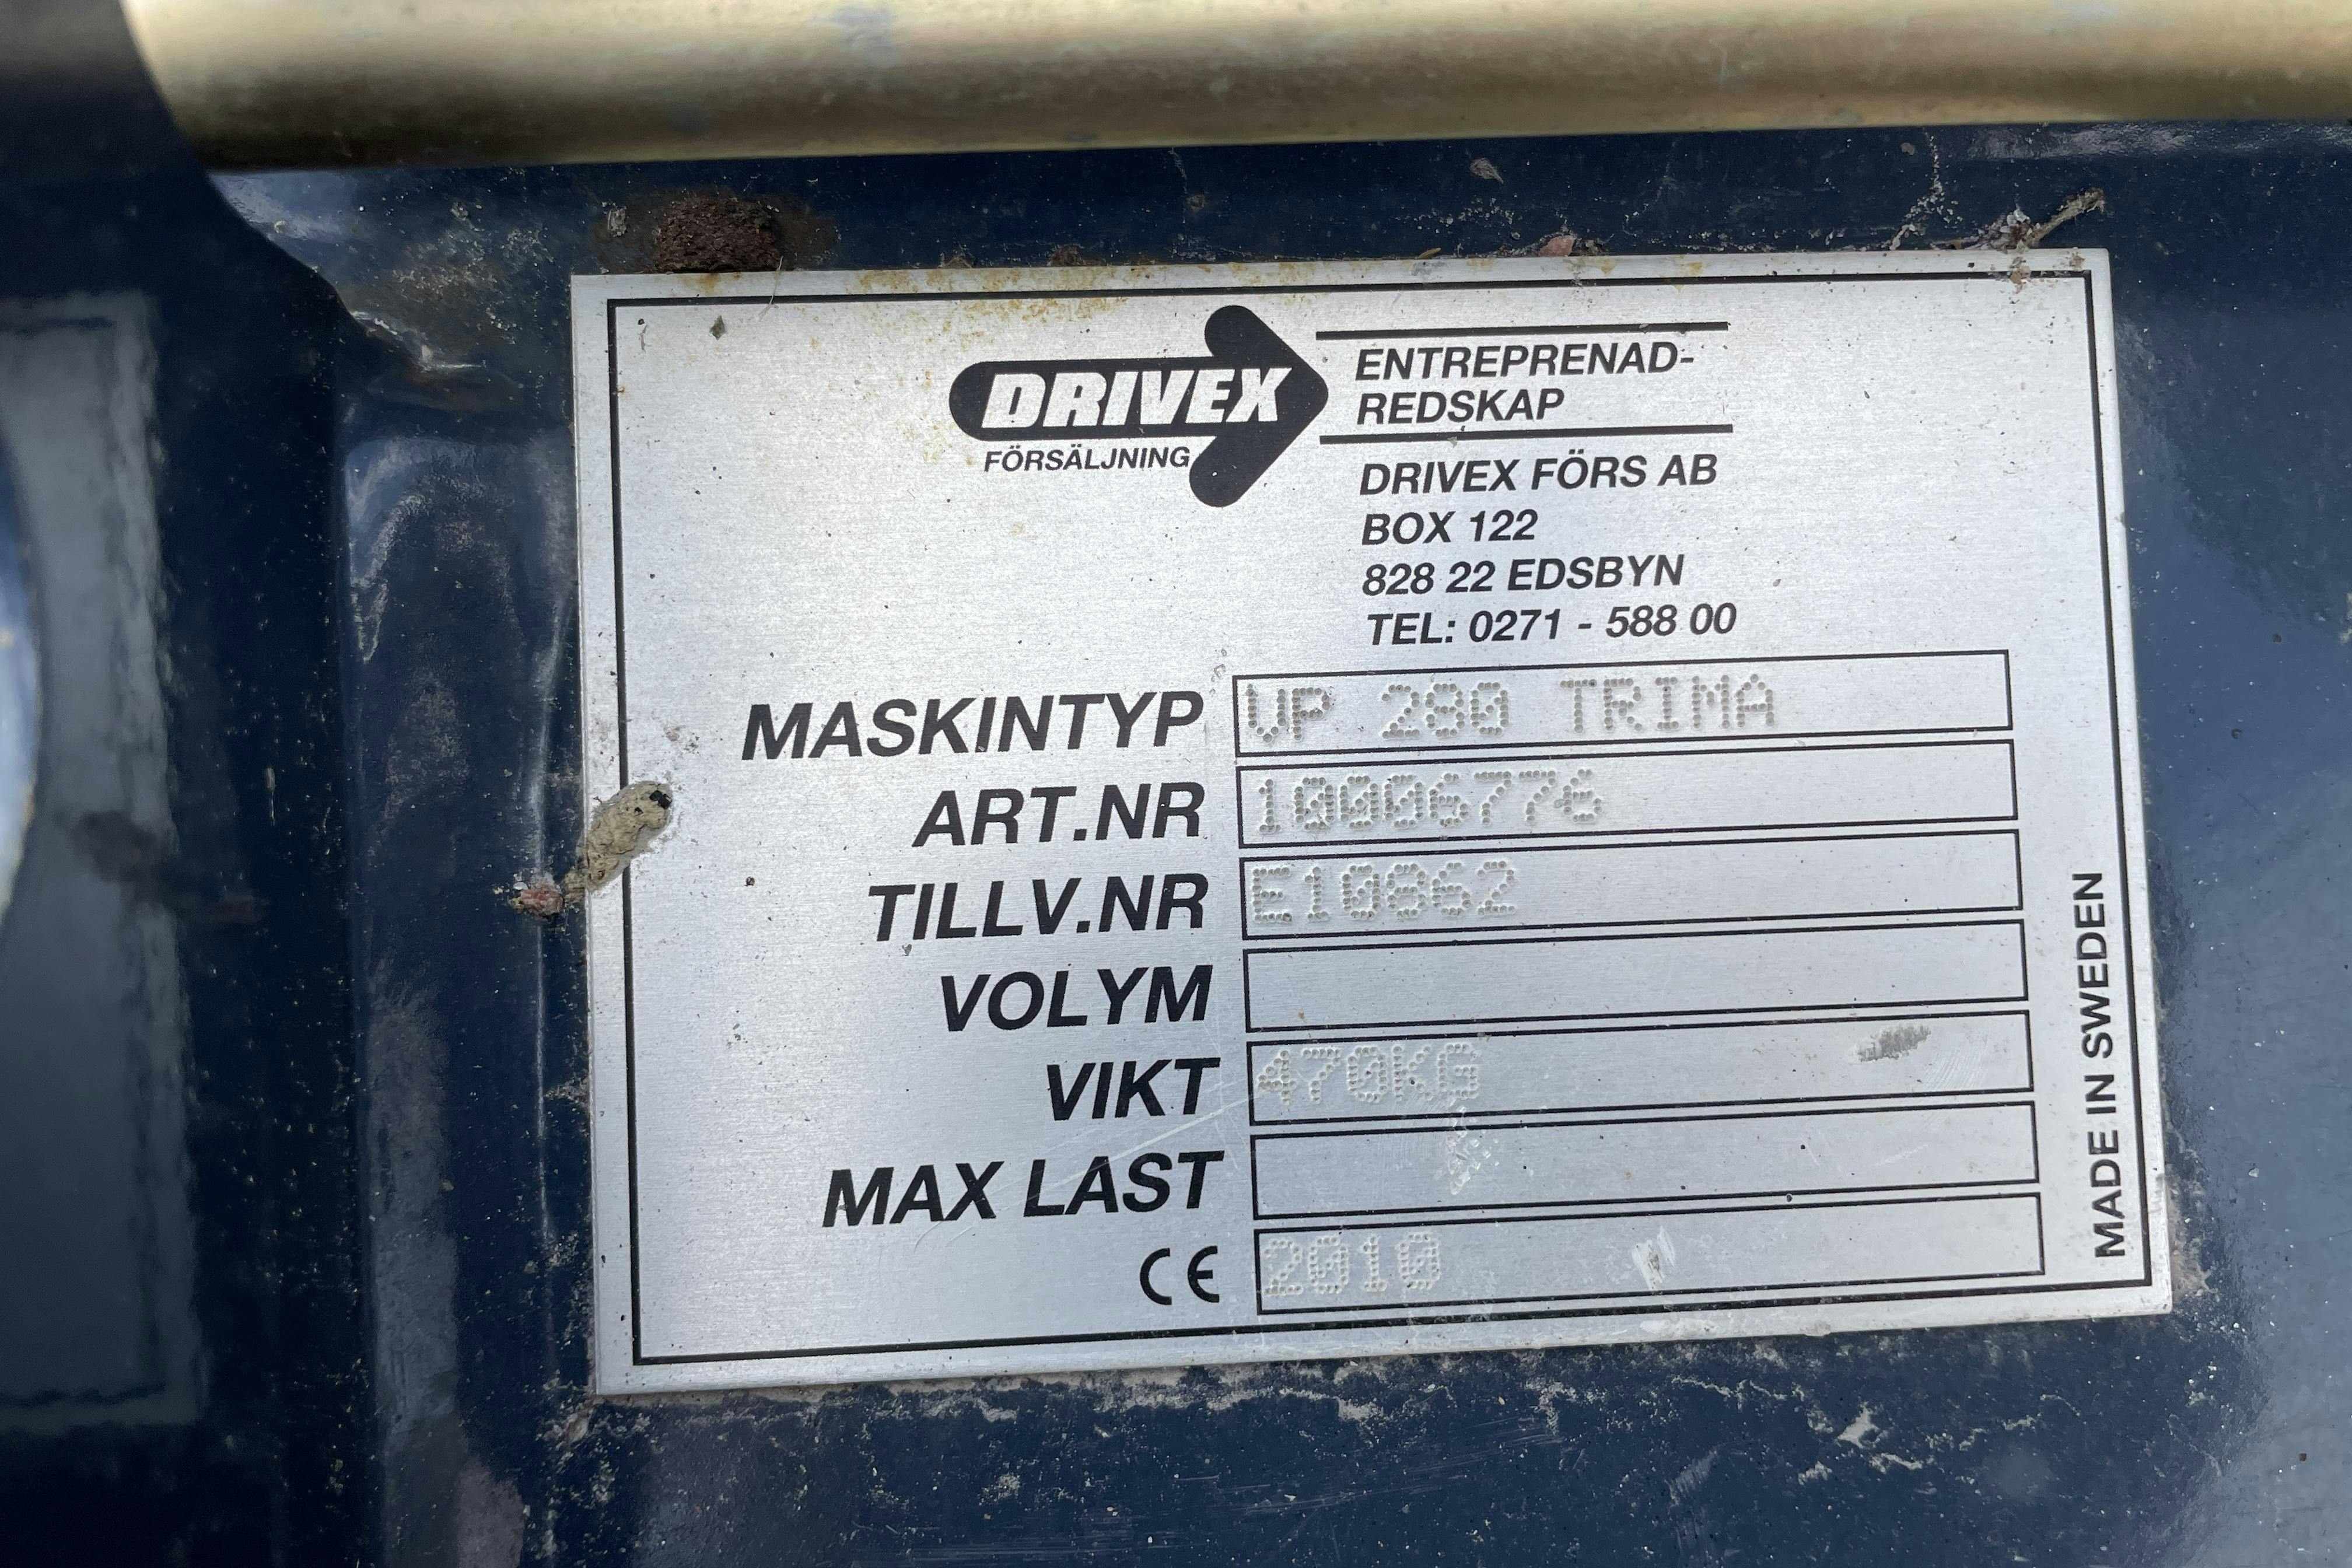 DRIVEX
FÖRSÄLJNING
ENTREPRENAD-
REDSKAP
DRIVEX FÖRS AB
BOX 122
828 22 EDSBYN
TEL: 0271 - 588 00
MASKINTYP VP 280 TRIMA
ART.NR 10006776
TILLV.NR E10862
VOLYM
VIKT 470KG
MAX LAST
CE 2010
MADE IN SWEDEN